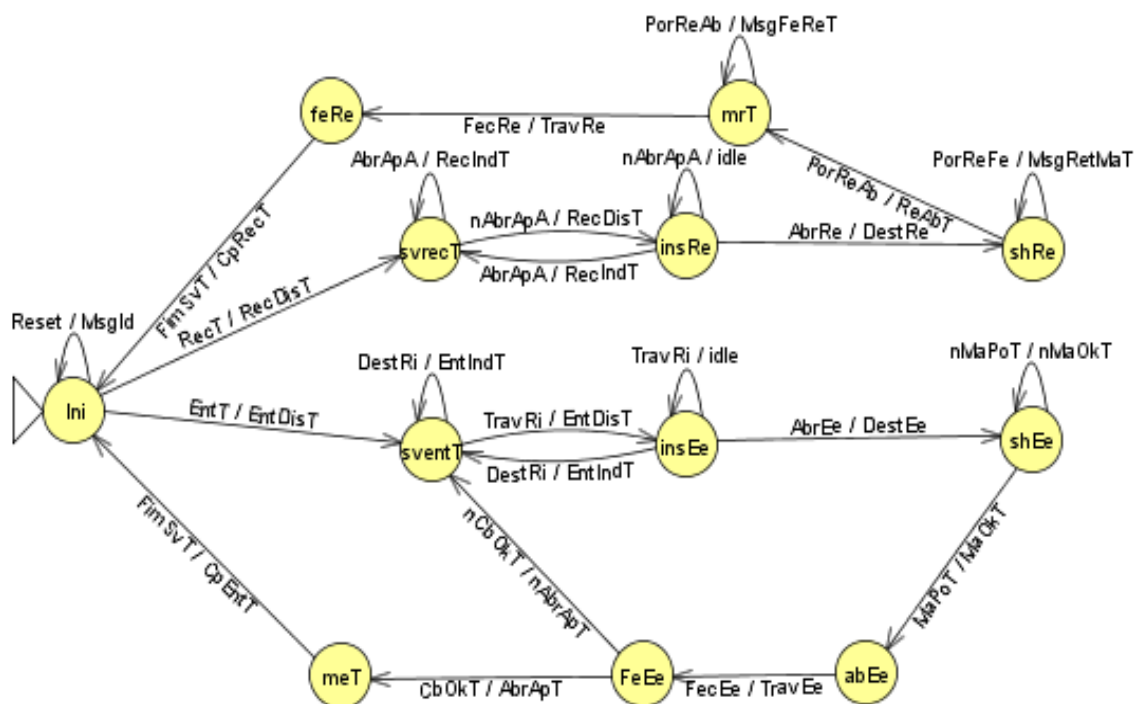 PorReAb / MsgFeReT
feRe
mrT
FecRe / TravRe
AbrApA / RecIndT
nAbrApA / idle
PorReFe / MsgRetMaT
PorReAb / ReAbT
nAbrApA / RecDisT
svrecT
insRe
AbrRe / DestRe
shRe
AbrApA / RecIndT
FimSvT / CpRecT
RecT / RecDisT
Reset / MsgId
DestRi / EntIndT
TravRi / idle
nMaPoT / nMaOkT
Ini
EntT / EntDisT
TravRi / EntDisT
sventT
insEe
AbrEe / DestEe
shEe
DestRi / EntIndT
FimSvT / CpEntT
nCbOkT / nAbrApT
MaPoT / MaOkT
meT
CbOkT / AbrApT
FeEe
FecEe / TravEe
abEe